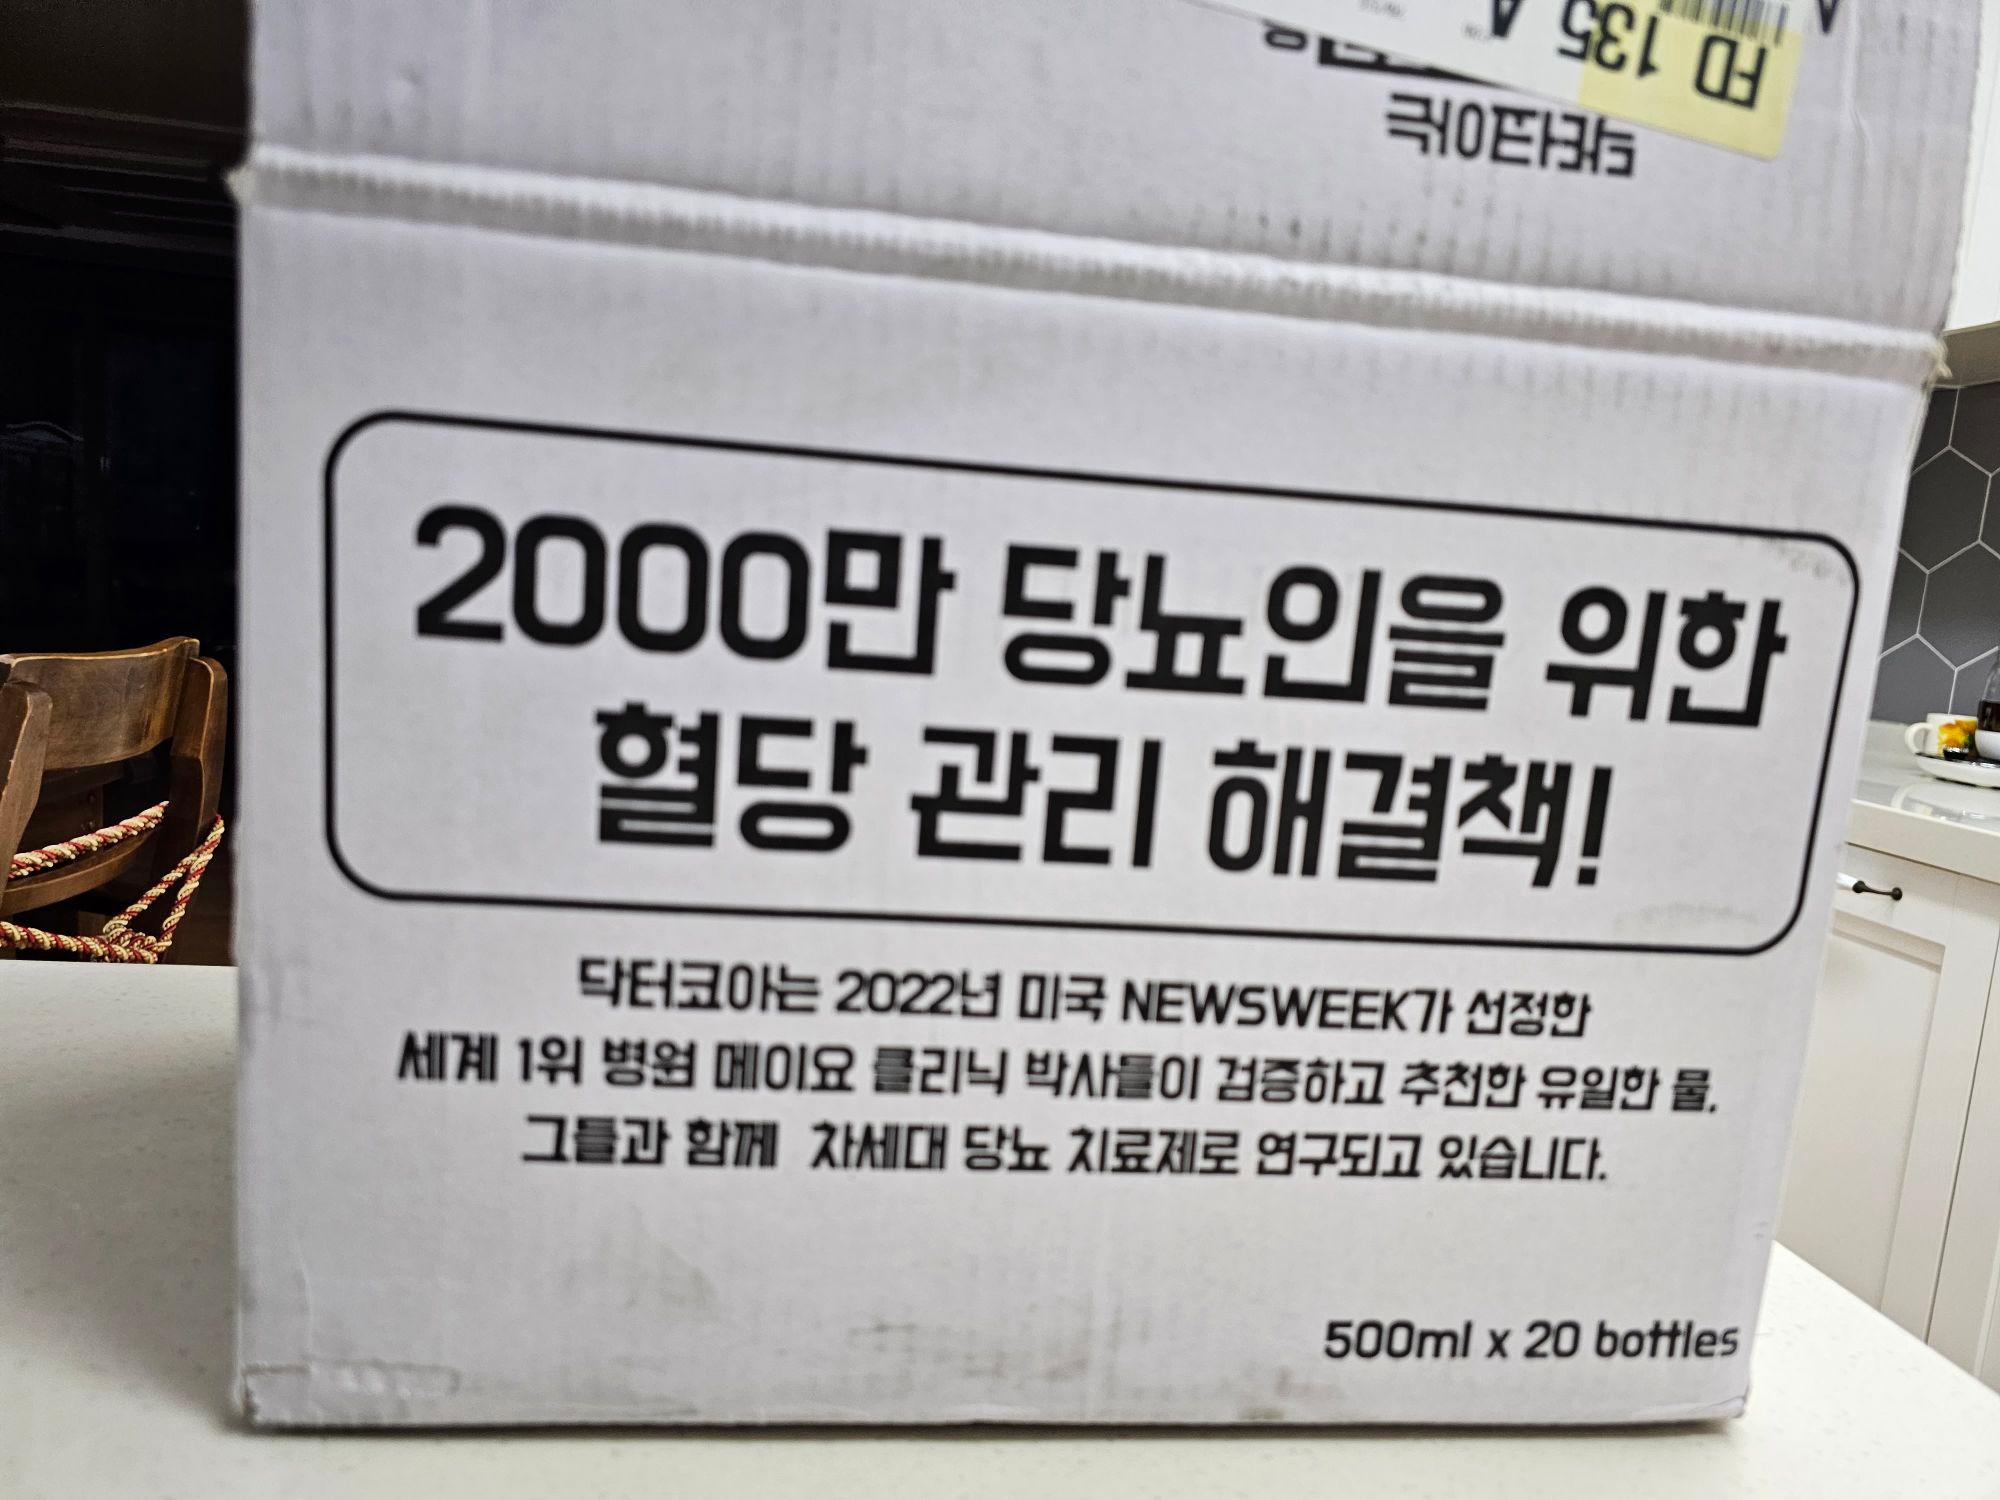 FD 135 A
닥터코어
2000만 당뇨인을 위한
혈당 관리 해결책!
닥터코아는 2022년 미국 NEWSWEEK가 선정한
세계 1위 병원 메이요 클리닉 박사들이 검증하고 추천한 유일한 물.
그들과 함께 차세대 당뇨 치료제로 연구되고 있습니다.
500ml x 20 bottles